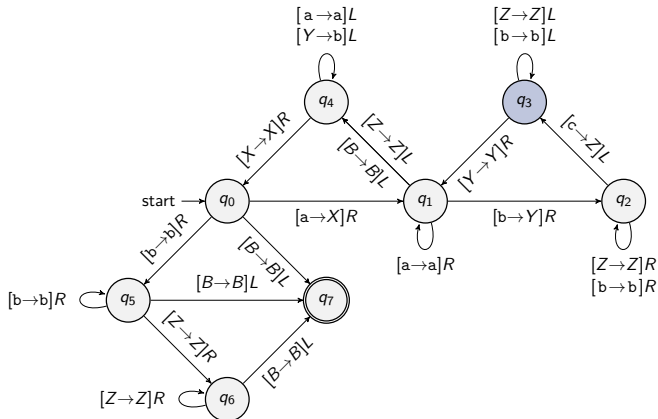 [a→a]L
[Y→b]L
[Z→Z]L
[b→b]L
q4
q3
[X→X]R
[Z→Z]L
[B→B]L
[Y→Y]R
[c→Z]L
start
q0
[a→X]R
q1
[b→Y]R
q2
[b→b]R
[B→B]L
[a→a]R
[Z→Z]R
[b→b]R
[b→b]R
q5
[B→B]L
q7
[Z→Z]R
[B→B]L
[Z→Z]R
q6